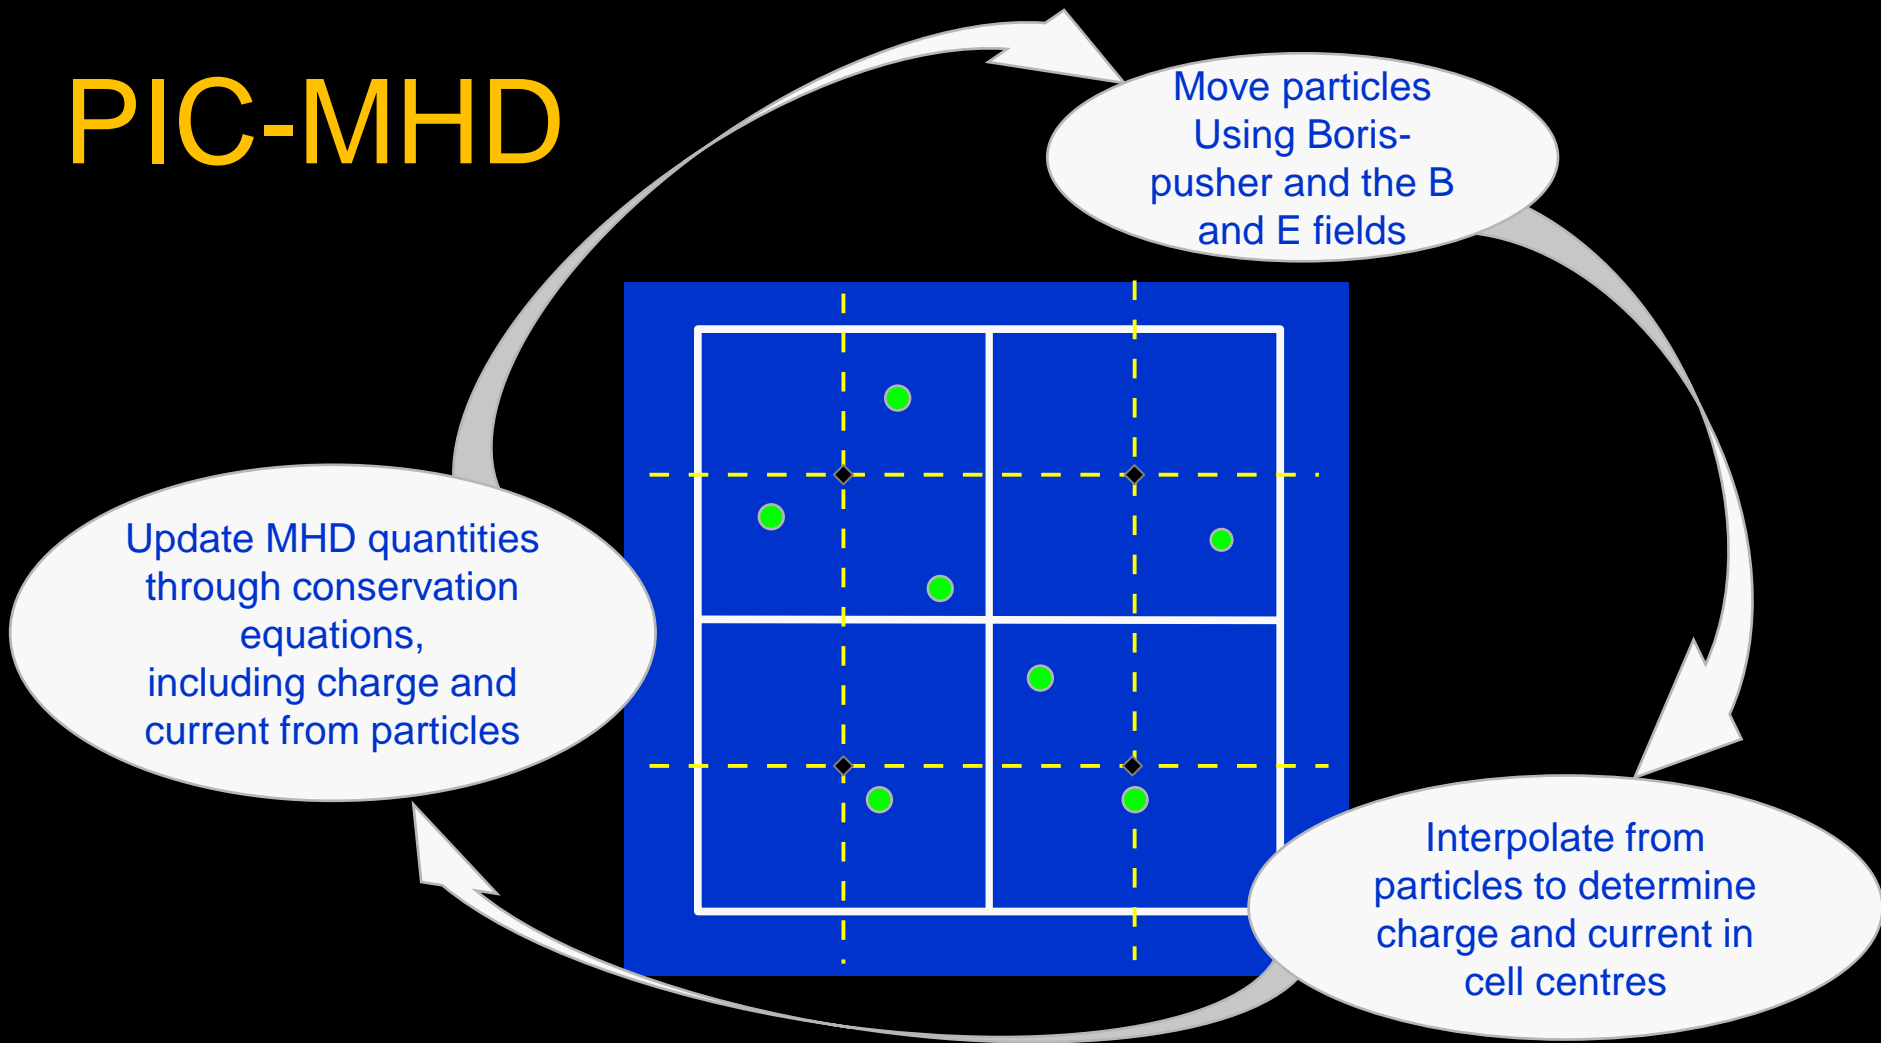 PIC-MHD
Move particles
Using Boris-
pusher and the B
and E fields
Update MHD quantities
through conservation
equations,
including charge and
current from particles
Interpolate from
particles to determine
charge and current in
cell centres